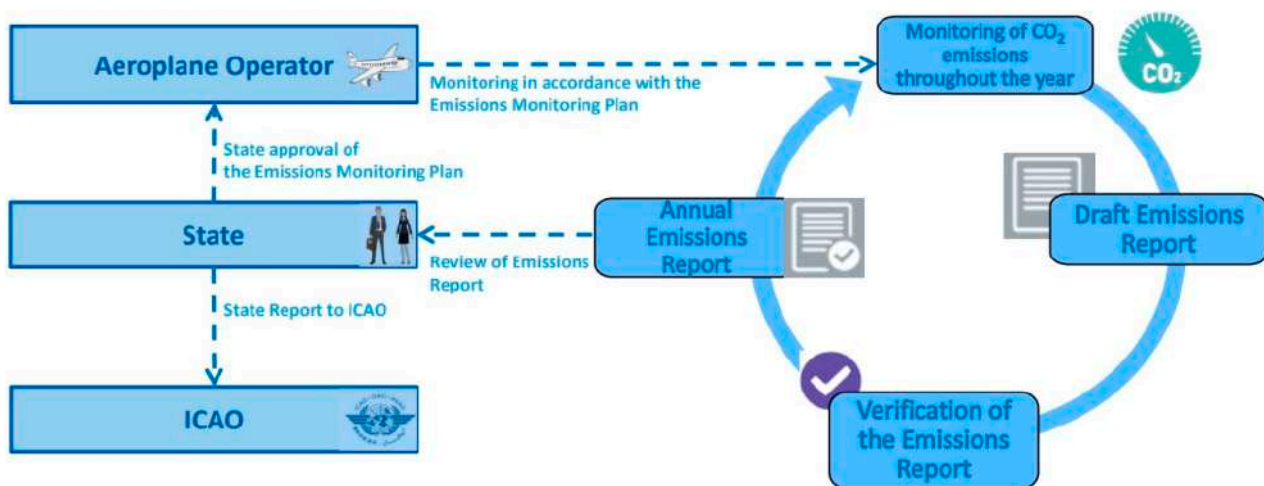 Aeroplane Operator
Monitoring in accordance with the
Emissions Monitoring Plan
Monitoring of CO₂
emissions
throughout the year
CO₂
State approval of
the Emissions Monitoring Plan
State
Review of Emissions
Report
Annual
Emissions
Report
Draft Emissions
Report
State Report to ICAO
ICAO
Verification of
the Emissions
Report